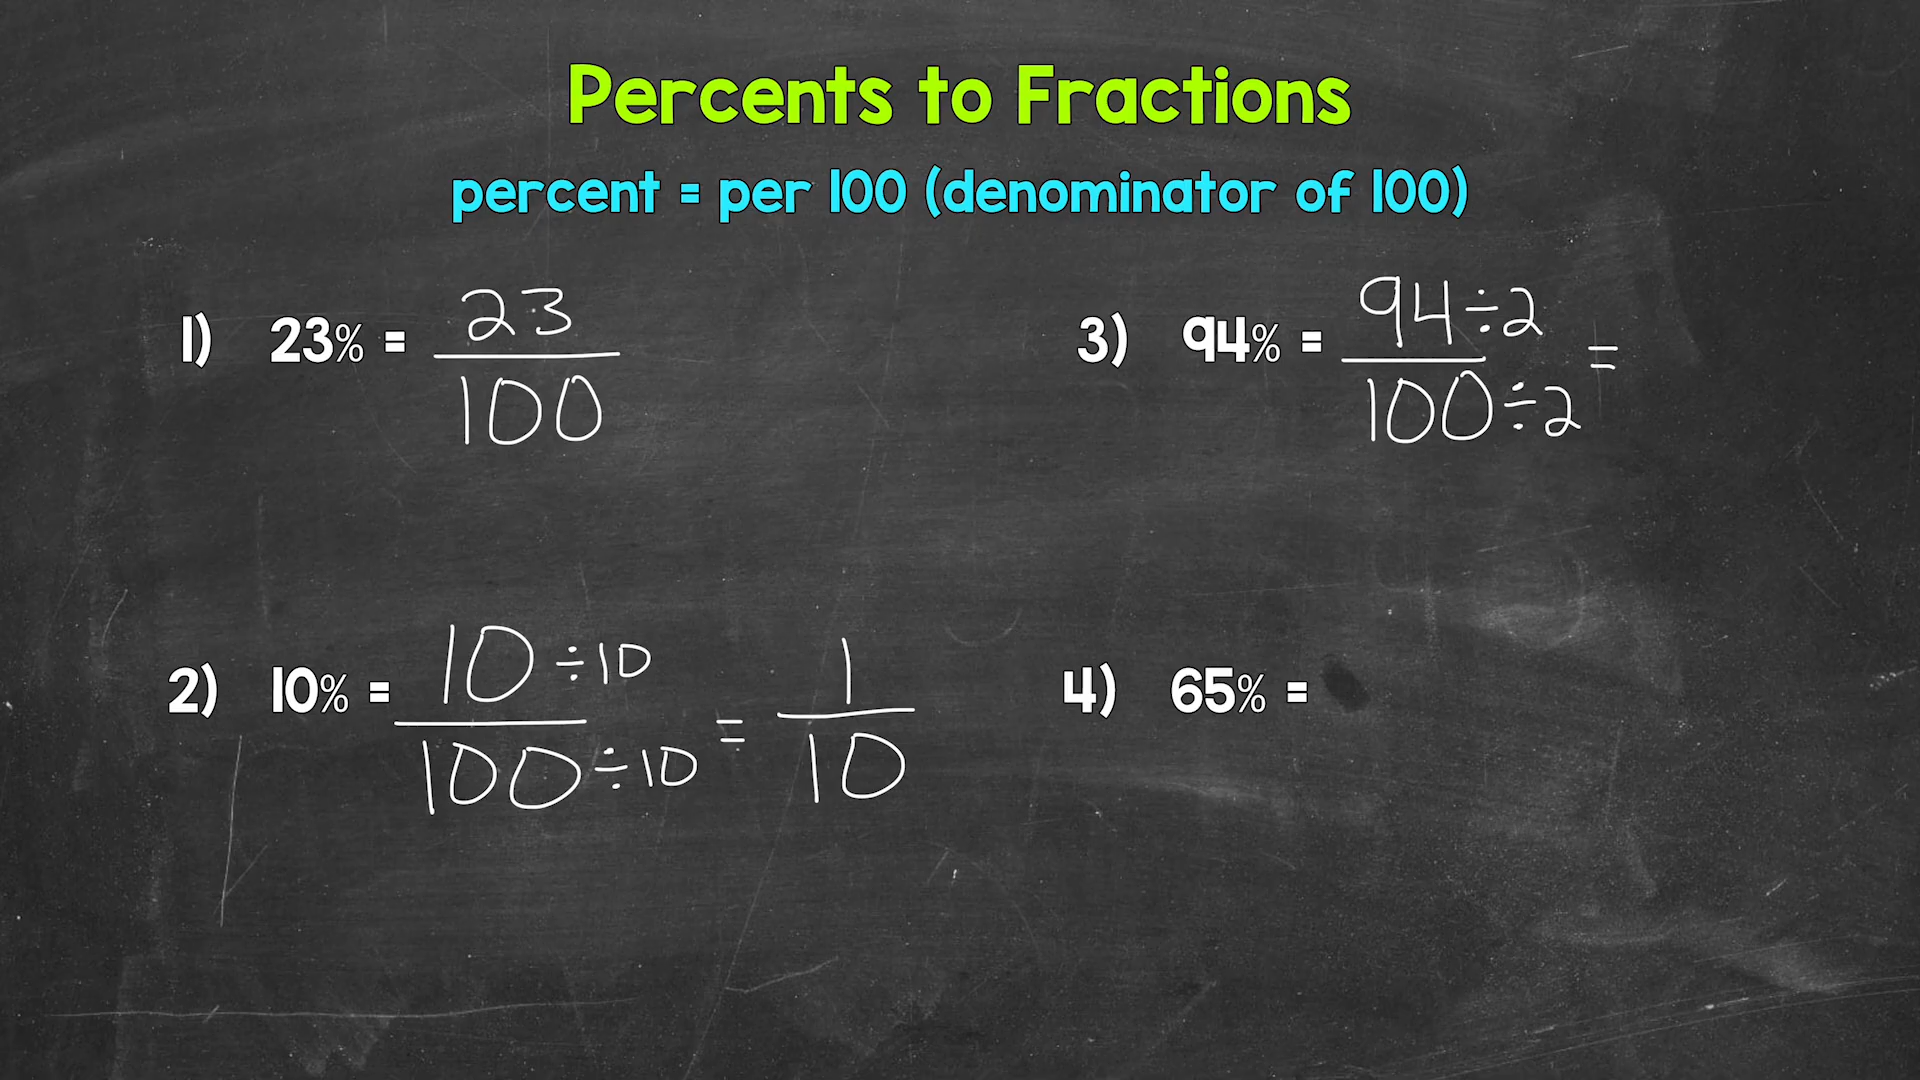 Percents to Fractions
percent = per 100 (denominator of 100)
1) 23% = 23/100
2) 10% = 10÷10/100÷10 = 1/10
3) 94% = 94÷2/100÷2 =
4) 65% =